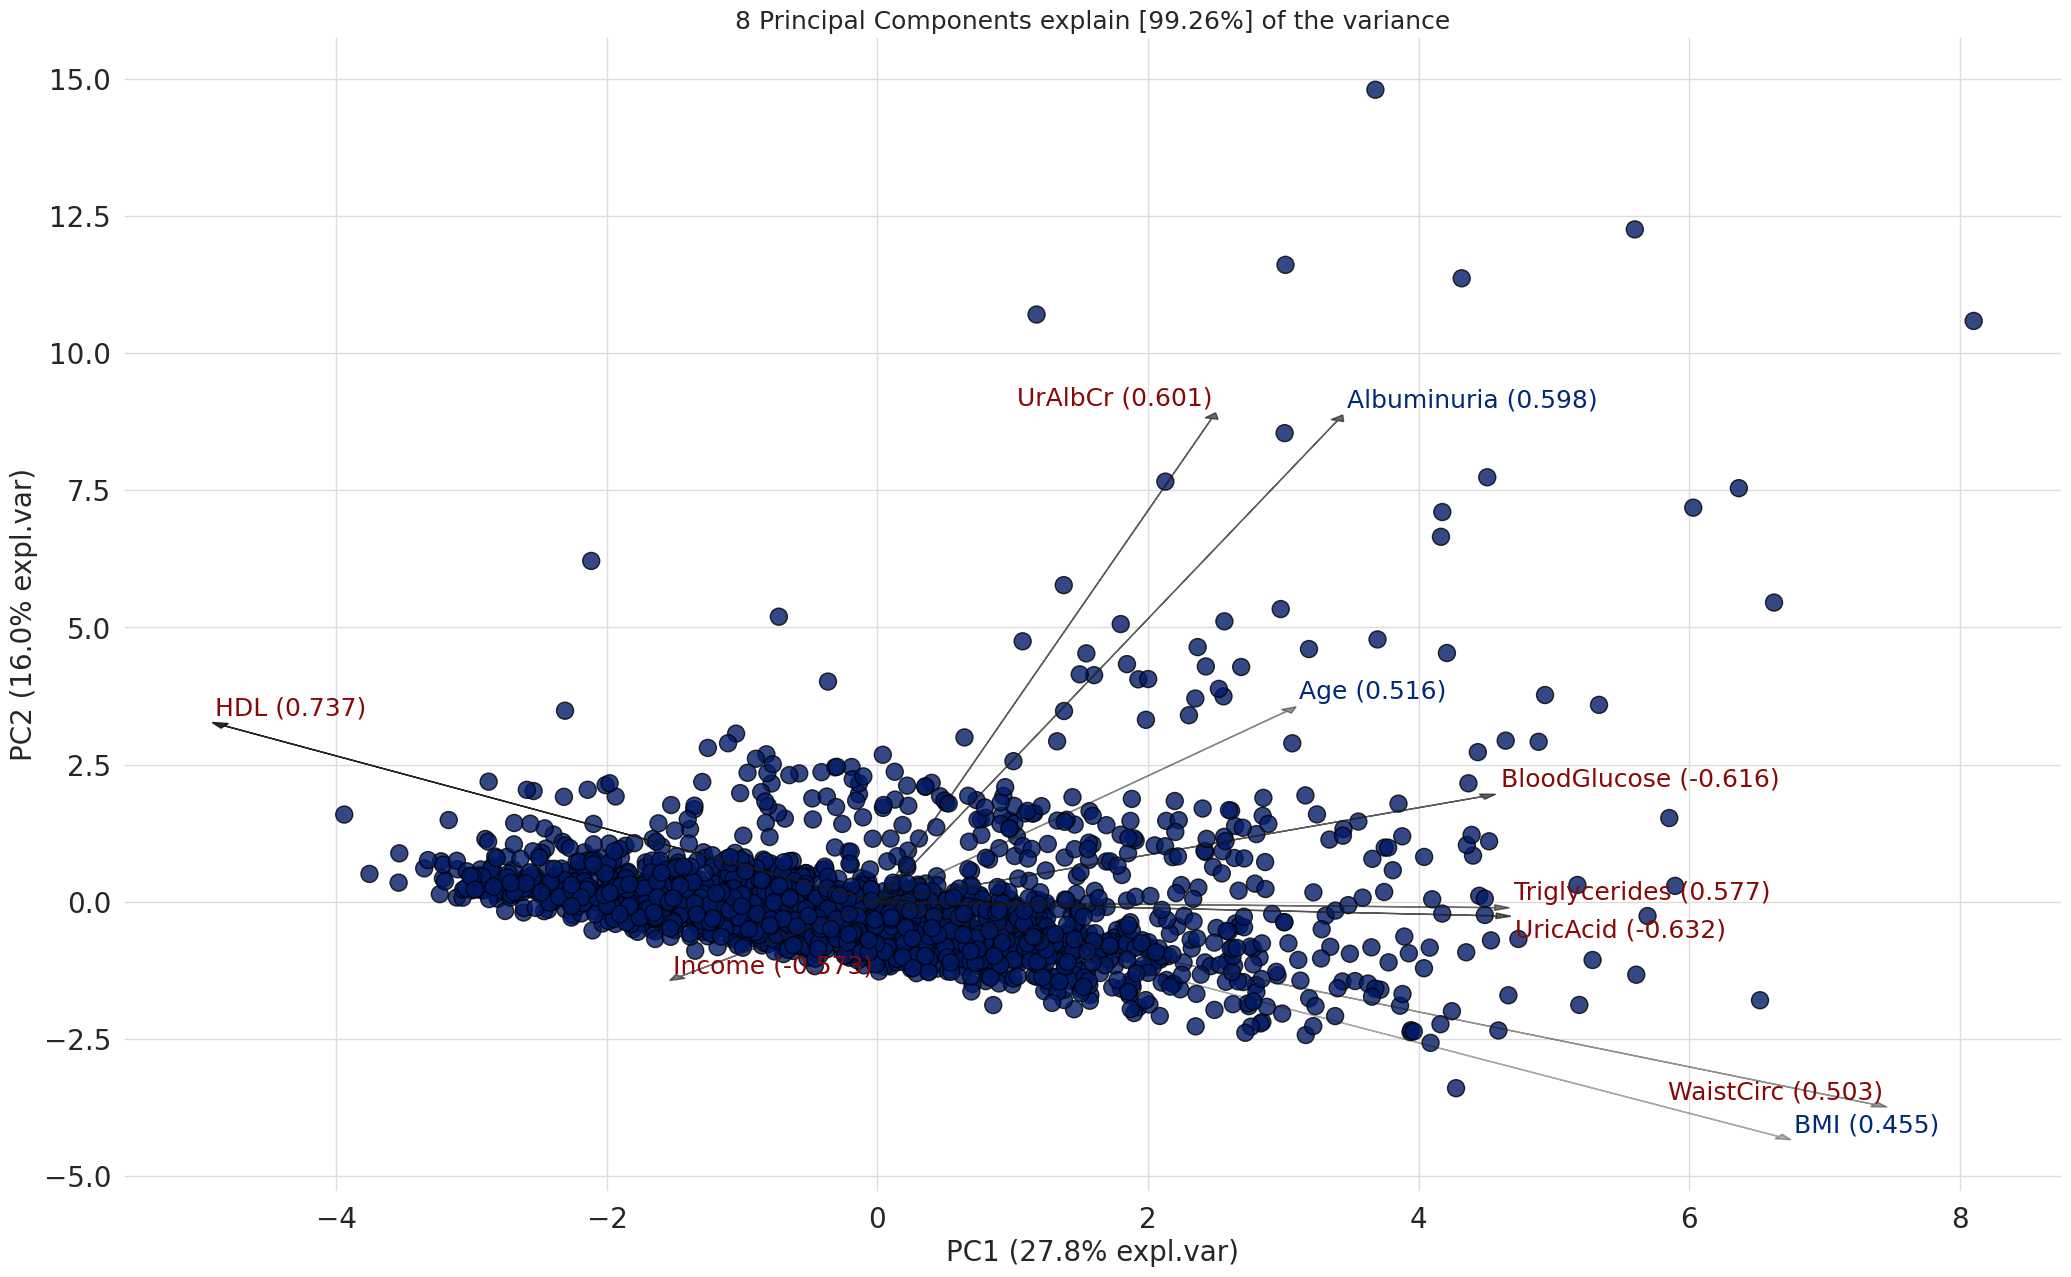 8 Principal Components explain [99.26%] of the variance
15.0
12.5
10.0
7.5
5.0
2.5
0.0
−2.5
−5.0
PC2 (16.0% expl.var)
UrAlbCr (0.601)
Albuminuria (0.598)
Age (0.516)
HDL (0.737)
BloodGlucose (-0.616)
Triglycerides (0.577)
UricAcid (-0.632)
Income (-0.573)
WaistCirc (0.503)
BMI (0.455)
−4
−2
0
2
4
6
8
PC1 (27.8% expl.var)